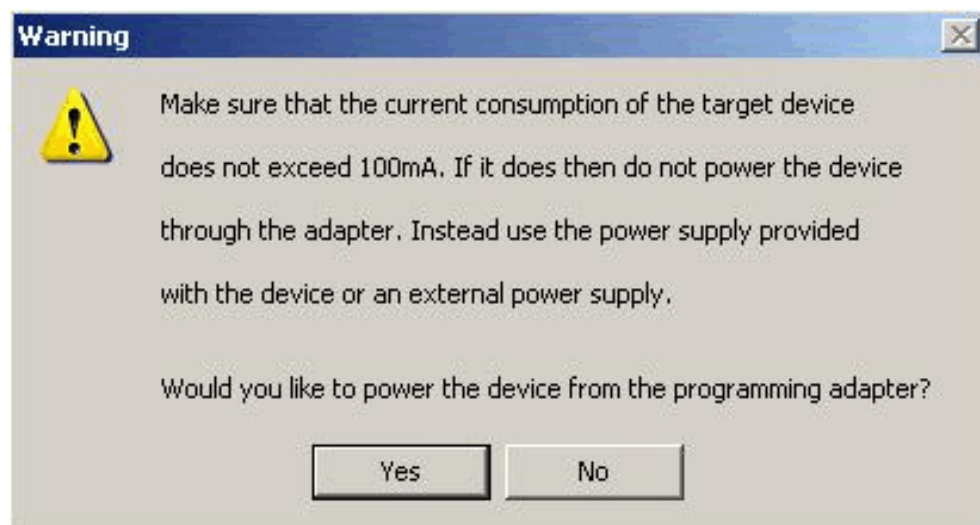 Warning
Make sure that the current consumption of the target device
does not exceed 100mA. If it does then do not power the device
through the adapter. Instead use the power supply provided
with the device or an external power supply.
Would you like to power the device from the programming adapter?
Yes No